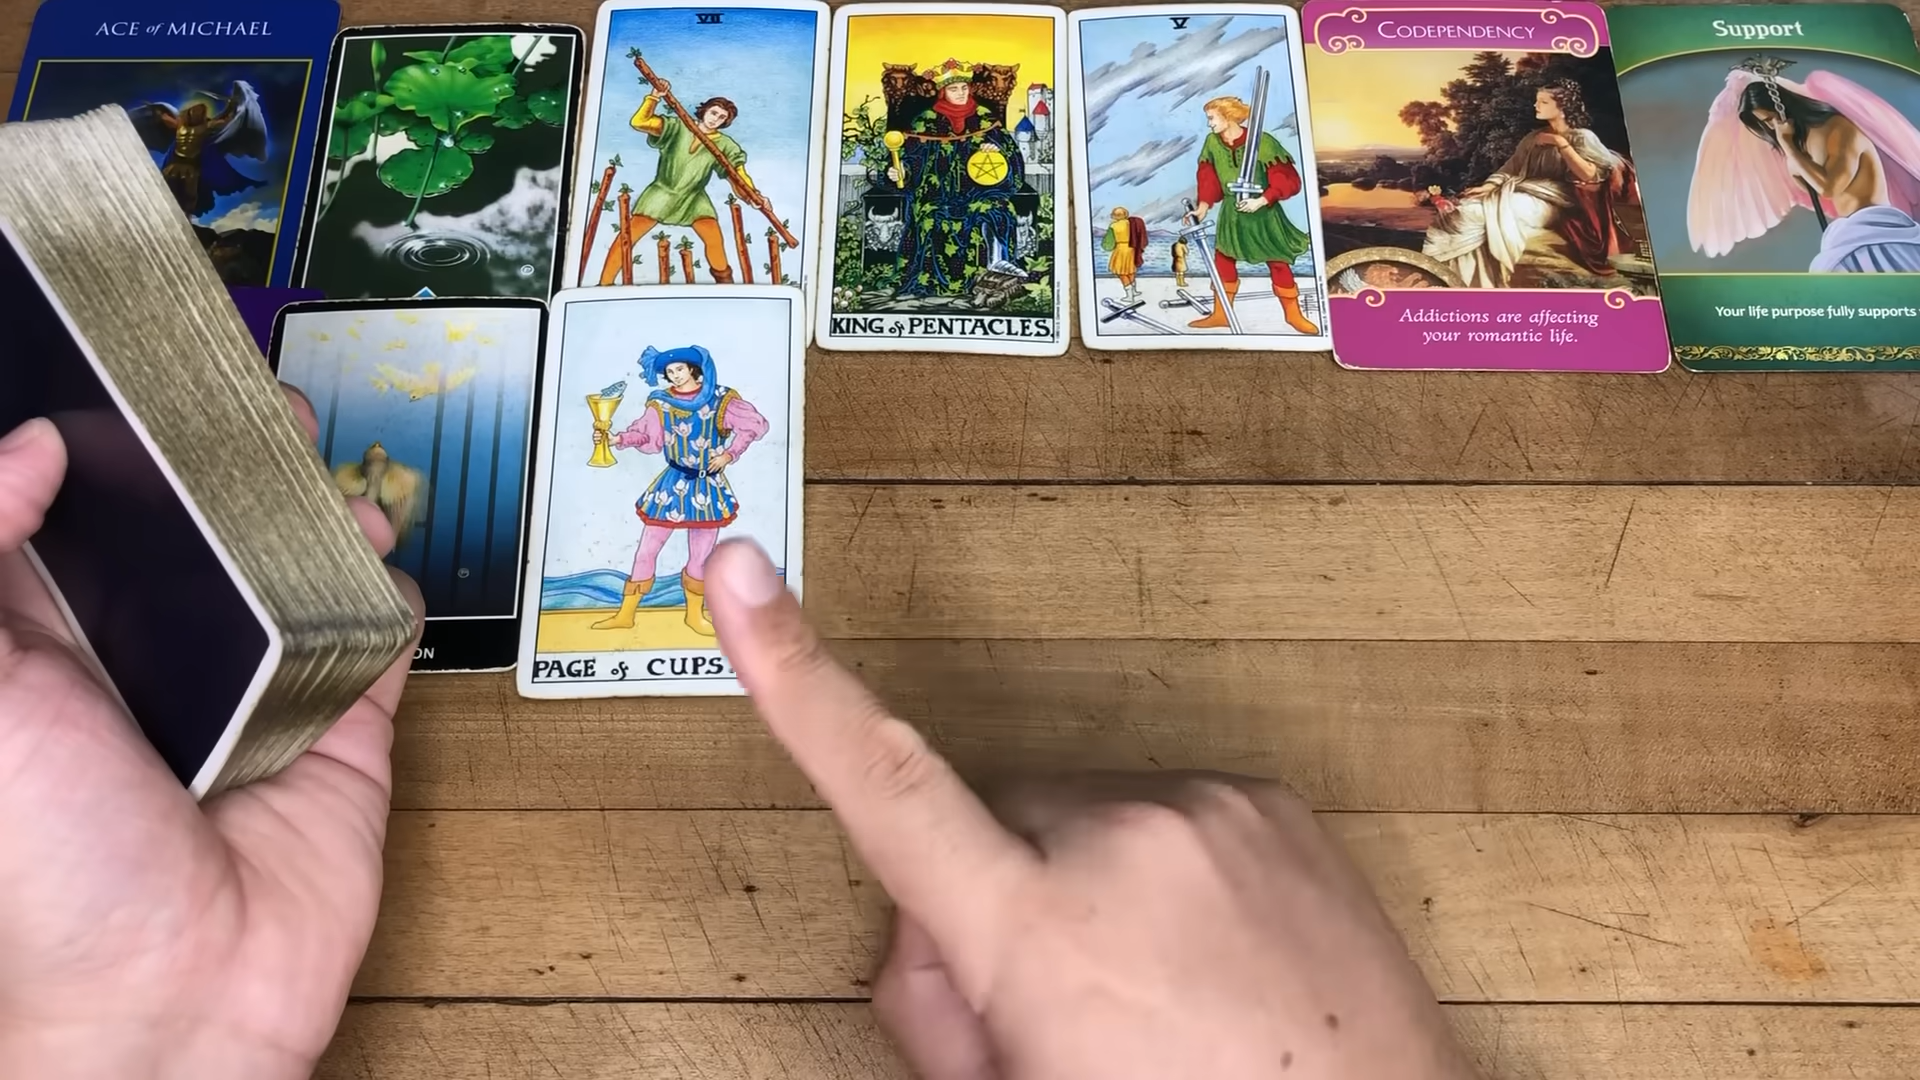 ACE of MICHAEL
VII
KING of PENTACLES.
V
CODEPENDENCY
Addictions are affecting
your romantic life.
Support
Your life purpose fully supports
ON
PAGE of CUPS.